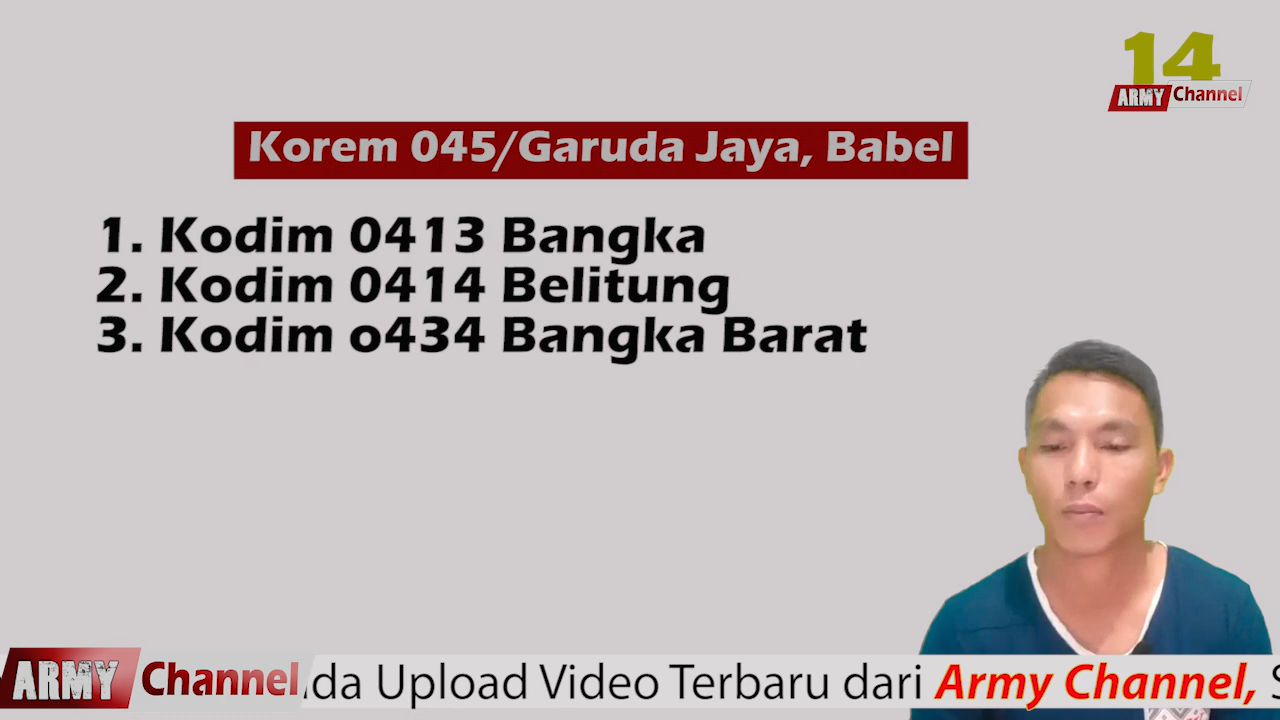 14
ARMY Channel
Korem 045/Garuda Jaya, Babel
1. Kodim 0413 Bangka
2. Kodim 0414 Belitung
3. Kodim o434 Bangka Barat
ARMY Channel
da Upload Video Terbaru dari Army Channel, S